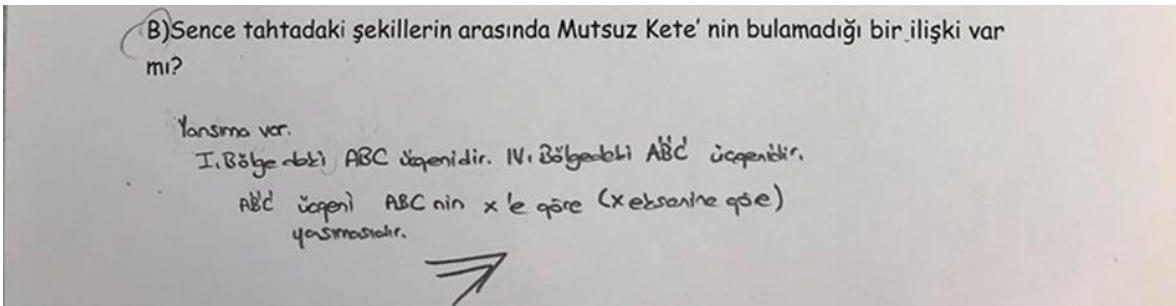 B)Sence tahtadaki şekillerin arasında Mutsuz Kete' nin bulamadığı bir ilişki var
mı?
Yansıma var.
I. Bölgedeki ABC üçgenidir. IV. Bölgedeki A'B'C' üçgenidir.
A'B'C' üçgeni ABC nin x'e göre (x eksenine göre)
yansımasıdır.